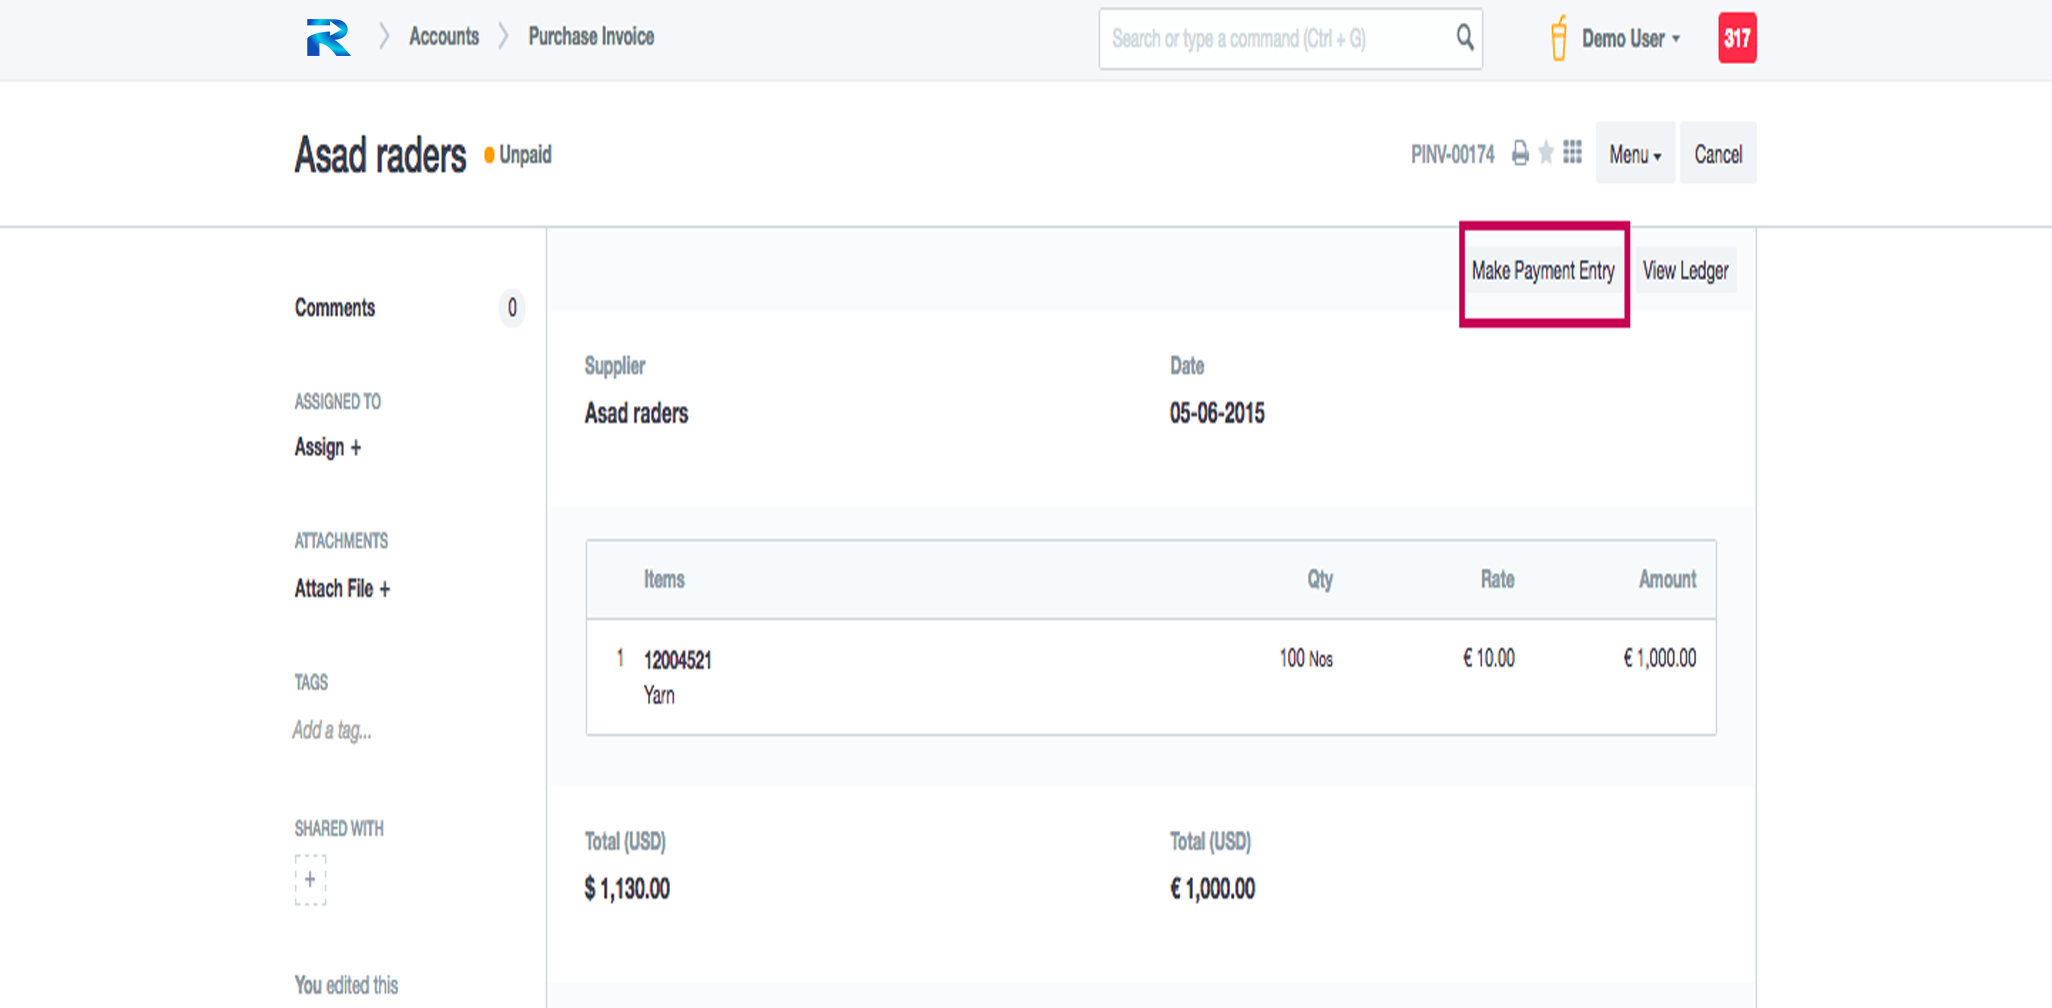 Accounts Purchase Invoice
Search or type a command (Ctrl + G)
Demo User
317
Asad raders
Unpaid
PINV-00174
Menu
Cancel
Make Payment Entry
View Ledger
Comments 0
ASSIGNED TO
Assign +
ATTACHMENTS
Attach File +
TAGS
Add a tag...
SHARED WITH
+
You edited this
Supplier
Asad raders
Date
05-06-2015
Items Qty Rate Amount
1 12004521 100 Nos € 10.00 € 1,000.00
Yarn
Total (USD)
$ 1,130.00
Total (USD)
€ 1,000.00